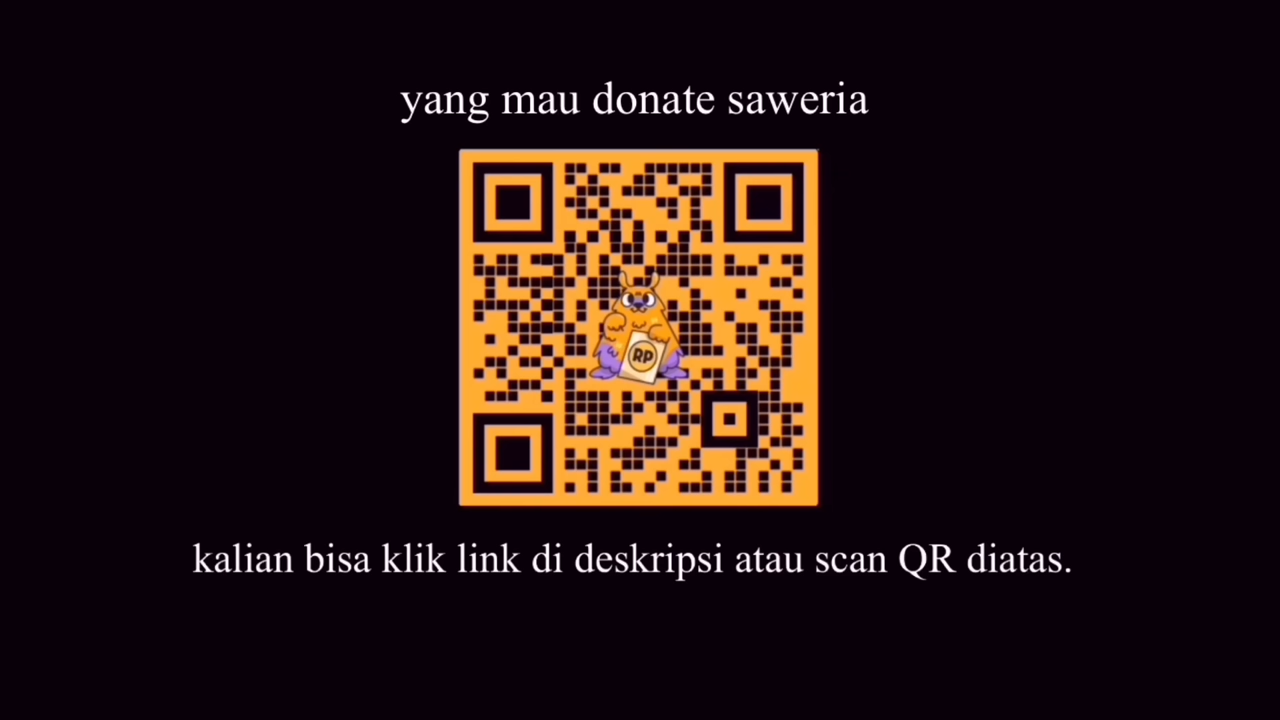 yang mau donate saweria
RP
kalian bisa klik link di deskripsi atau scan QR diatas.